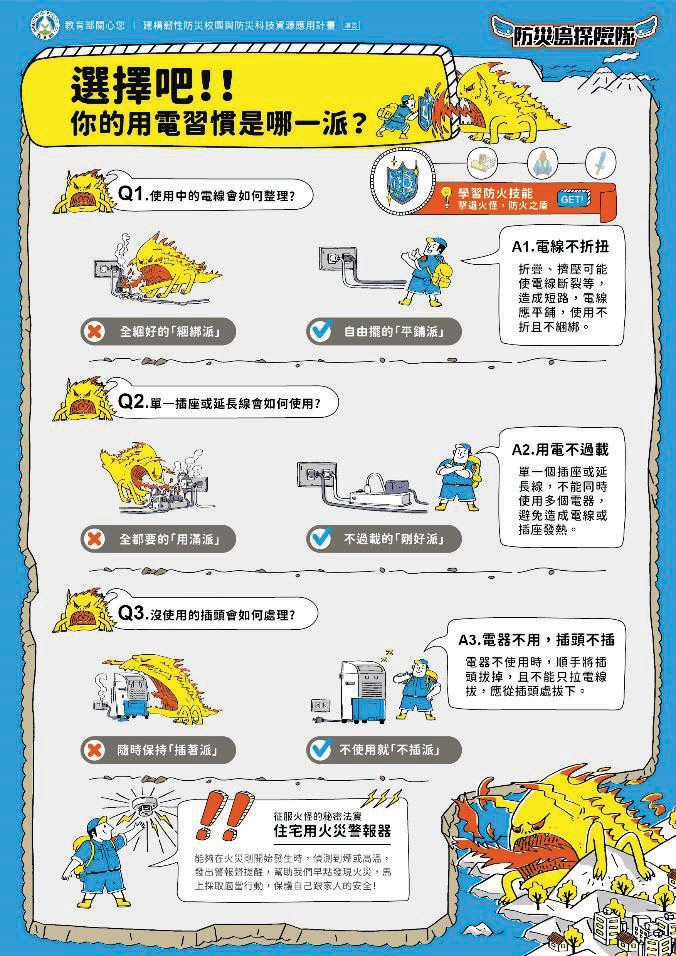 教育部關心您｜建構韌性防災校園與防災科技資源應用計畫
防災島探險隊
選擇吧!!
你的用電習慣是哪一派?
學習防火技能
擊退火怪，防火之盾
GET!
Q1.使用中的電線會如何整理?
A1.電線不折扭
折疊、擠壓可能
使電線斷裂等，
造成短路，電線
應平鋪，使用不
折且不綑綁。
全綑好的「綑綁派」
自由擺的「平鋪派」
Q2.單一插座或延長線會如何使用?
A2.用電不過載
單一個插座或延
長線，不能同時
使用多個電器，
避免造成電線或
插座發熱。
全都要的「用滿派」
不過載的「剛好派」
Q3.沒使用的插頭會如何處理?
A3.電器不用，插頭不插
電器不使用時，順手將插
頭拔掉，且不能只拉電線
拔，應從插頭處拔下。
隨時保持「插著派」
不使用就「不插派」
!!
征服火怪的秘密法寶
住宅用火災警報器
能夠在火災剛開始發生時，偵測到煙或高溫，
發出警報聲提醒，幫助我們早點發現火災，馬
上採取適當行動，保護自己跟家人的安全!